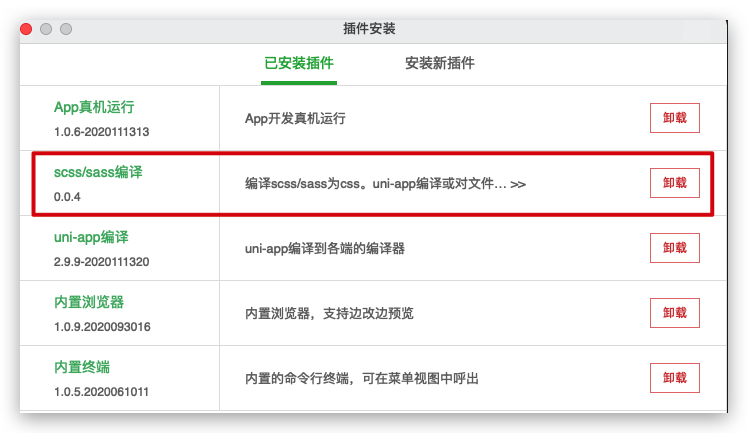 插件安装
已安装插件 安装新插件
App真机运行
1.0.6-2020111313
App开发真机运行
卸载
scss/sass编译
0.0.4
编译scss/sass为css。uni-app编译或对文件... >>
卸载
uni-app编译
2.9.9-2020111320
uni-app编译到各端的编译器
卸载
内置浏览器
1.0.9.2020093016
内置浏览器，支持边改边预览
卸载
内置终端
1.0.5.2020061011
内置的命令行终端，可在菜单视图中呼出
卸载